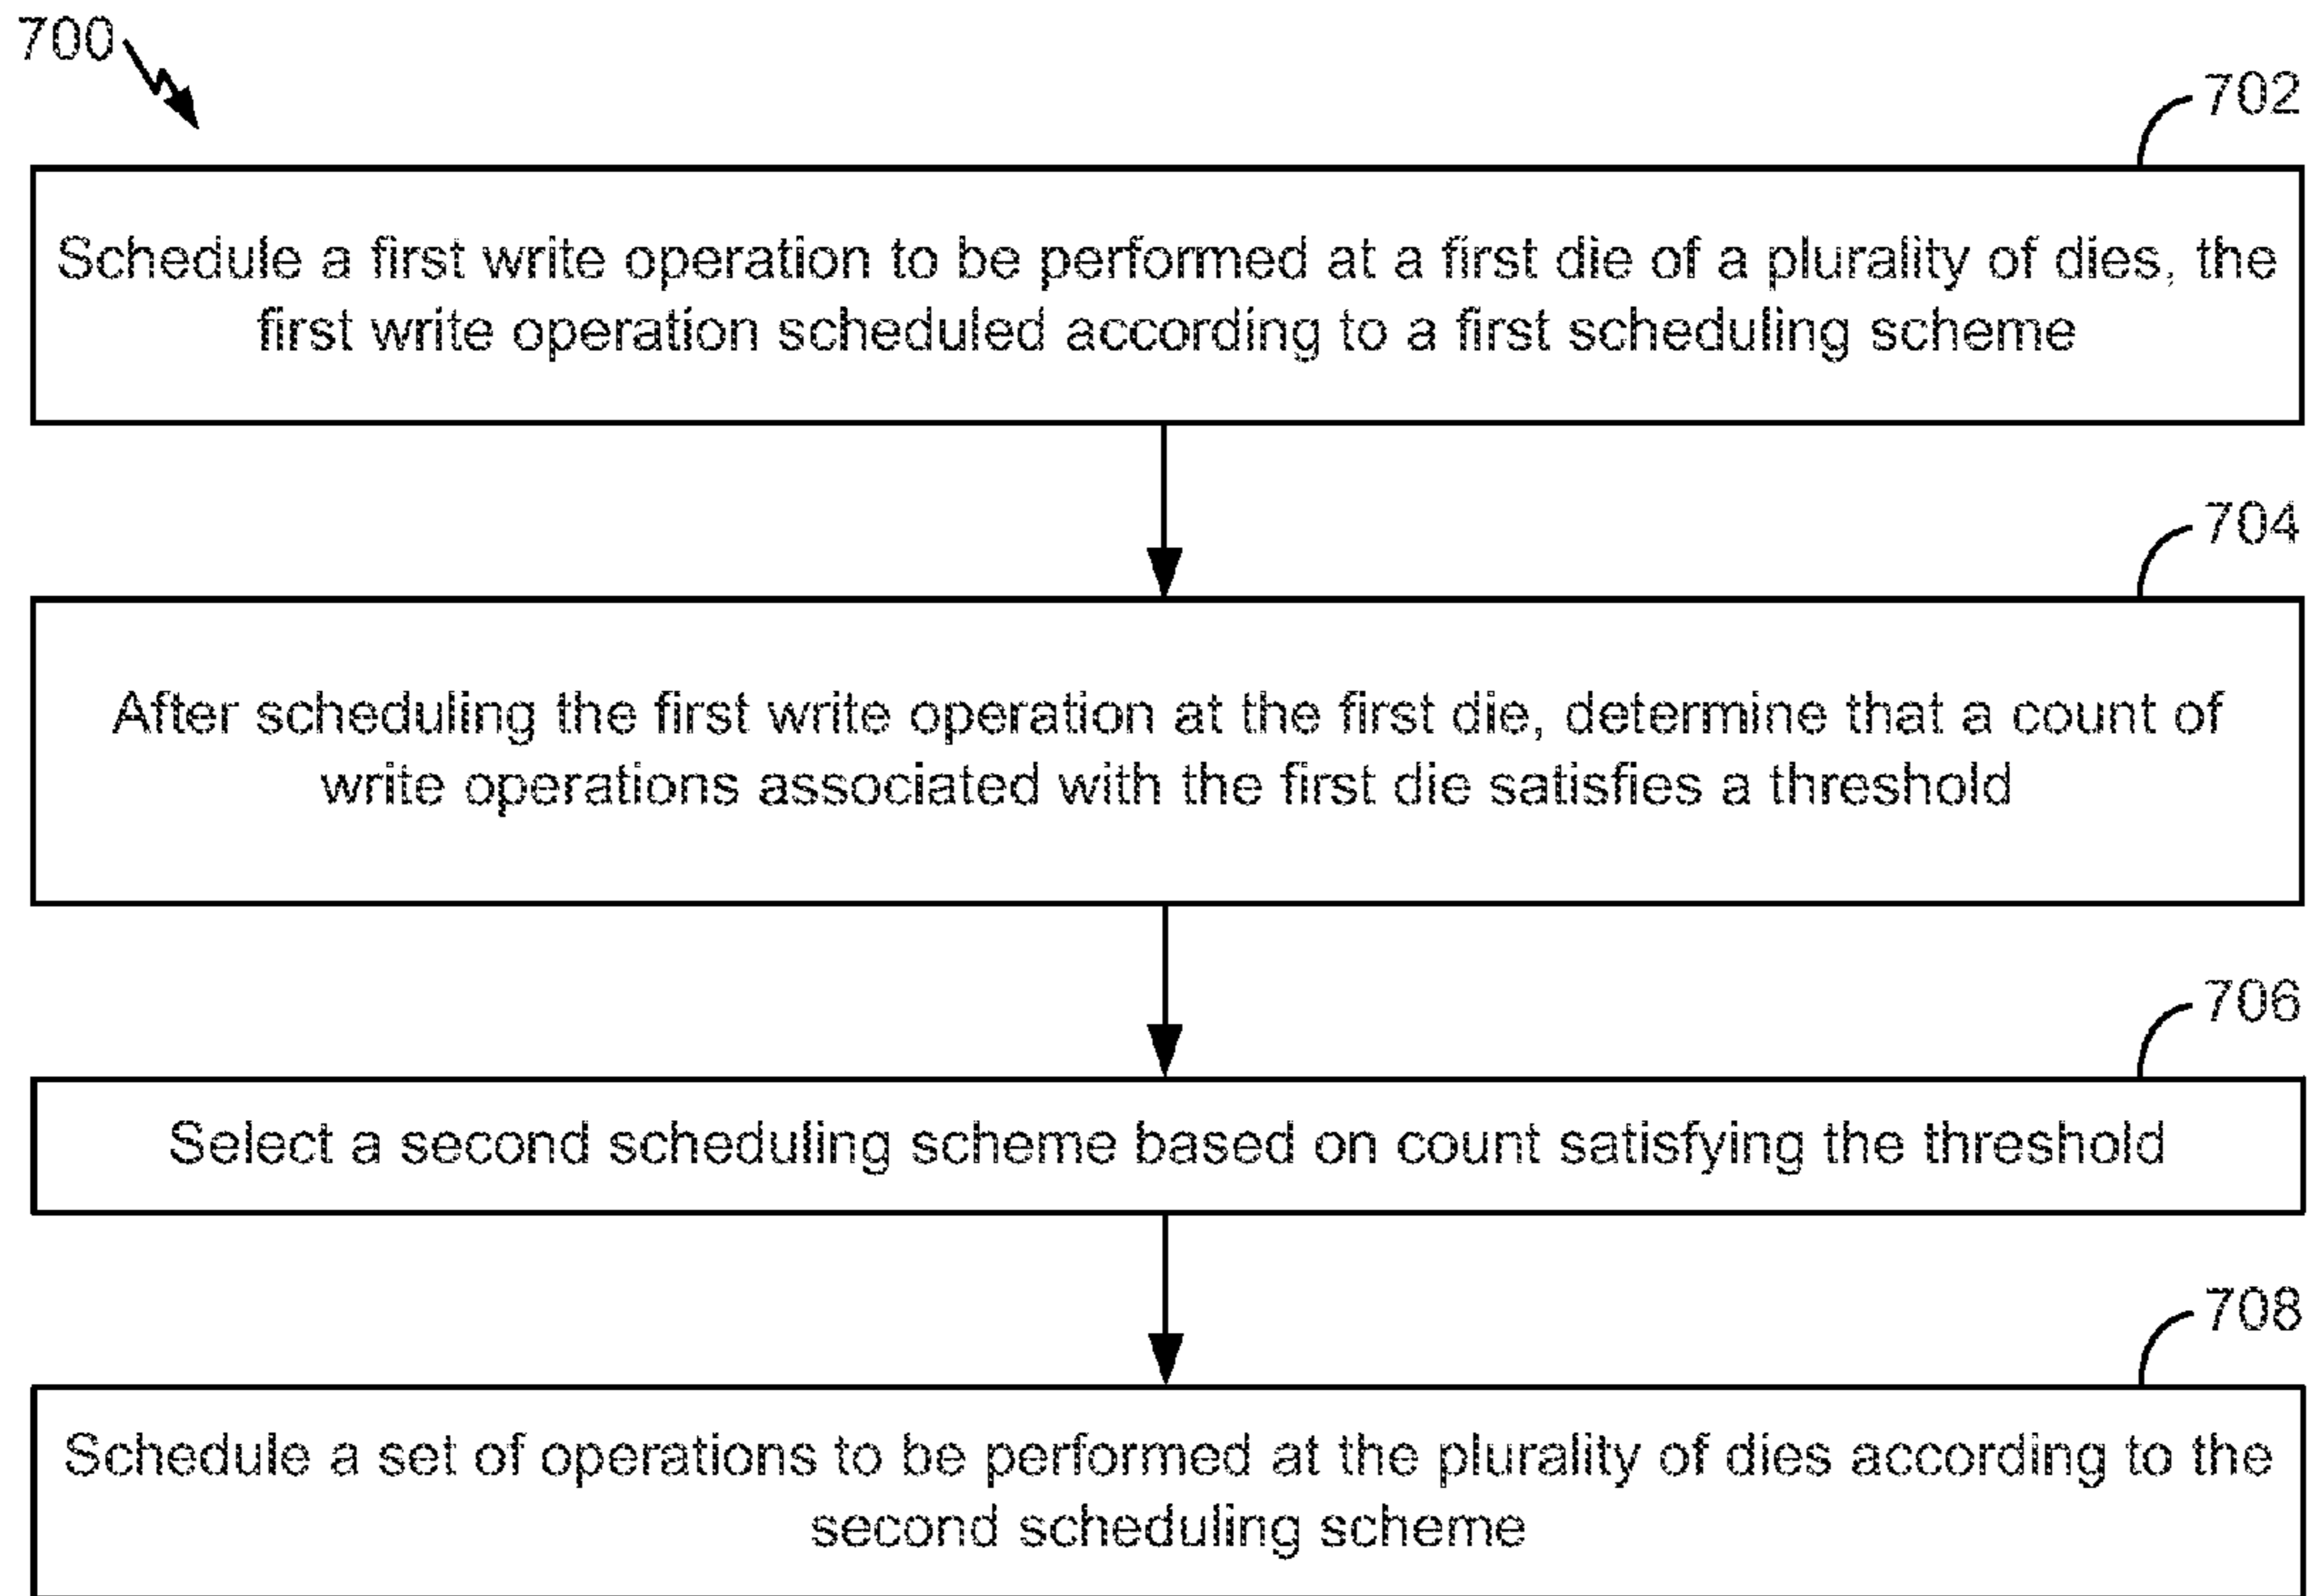 700
702
Schedule a first write operation to be performed at a first die of a plurality of dies, the
first write operation scheduled according to a first scheduling scheme
704
After scheduling the first write operation at the first die, determine that a count of
write operations associated with the first die satisfies a threshold
706
Select a second scheduling scheme based on count satisfying the threshold
708
Schedule a set of operations to be performed at the plurality of dies according to the
second scheduling scheme